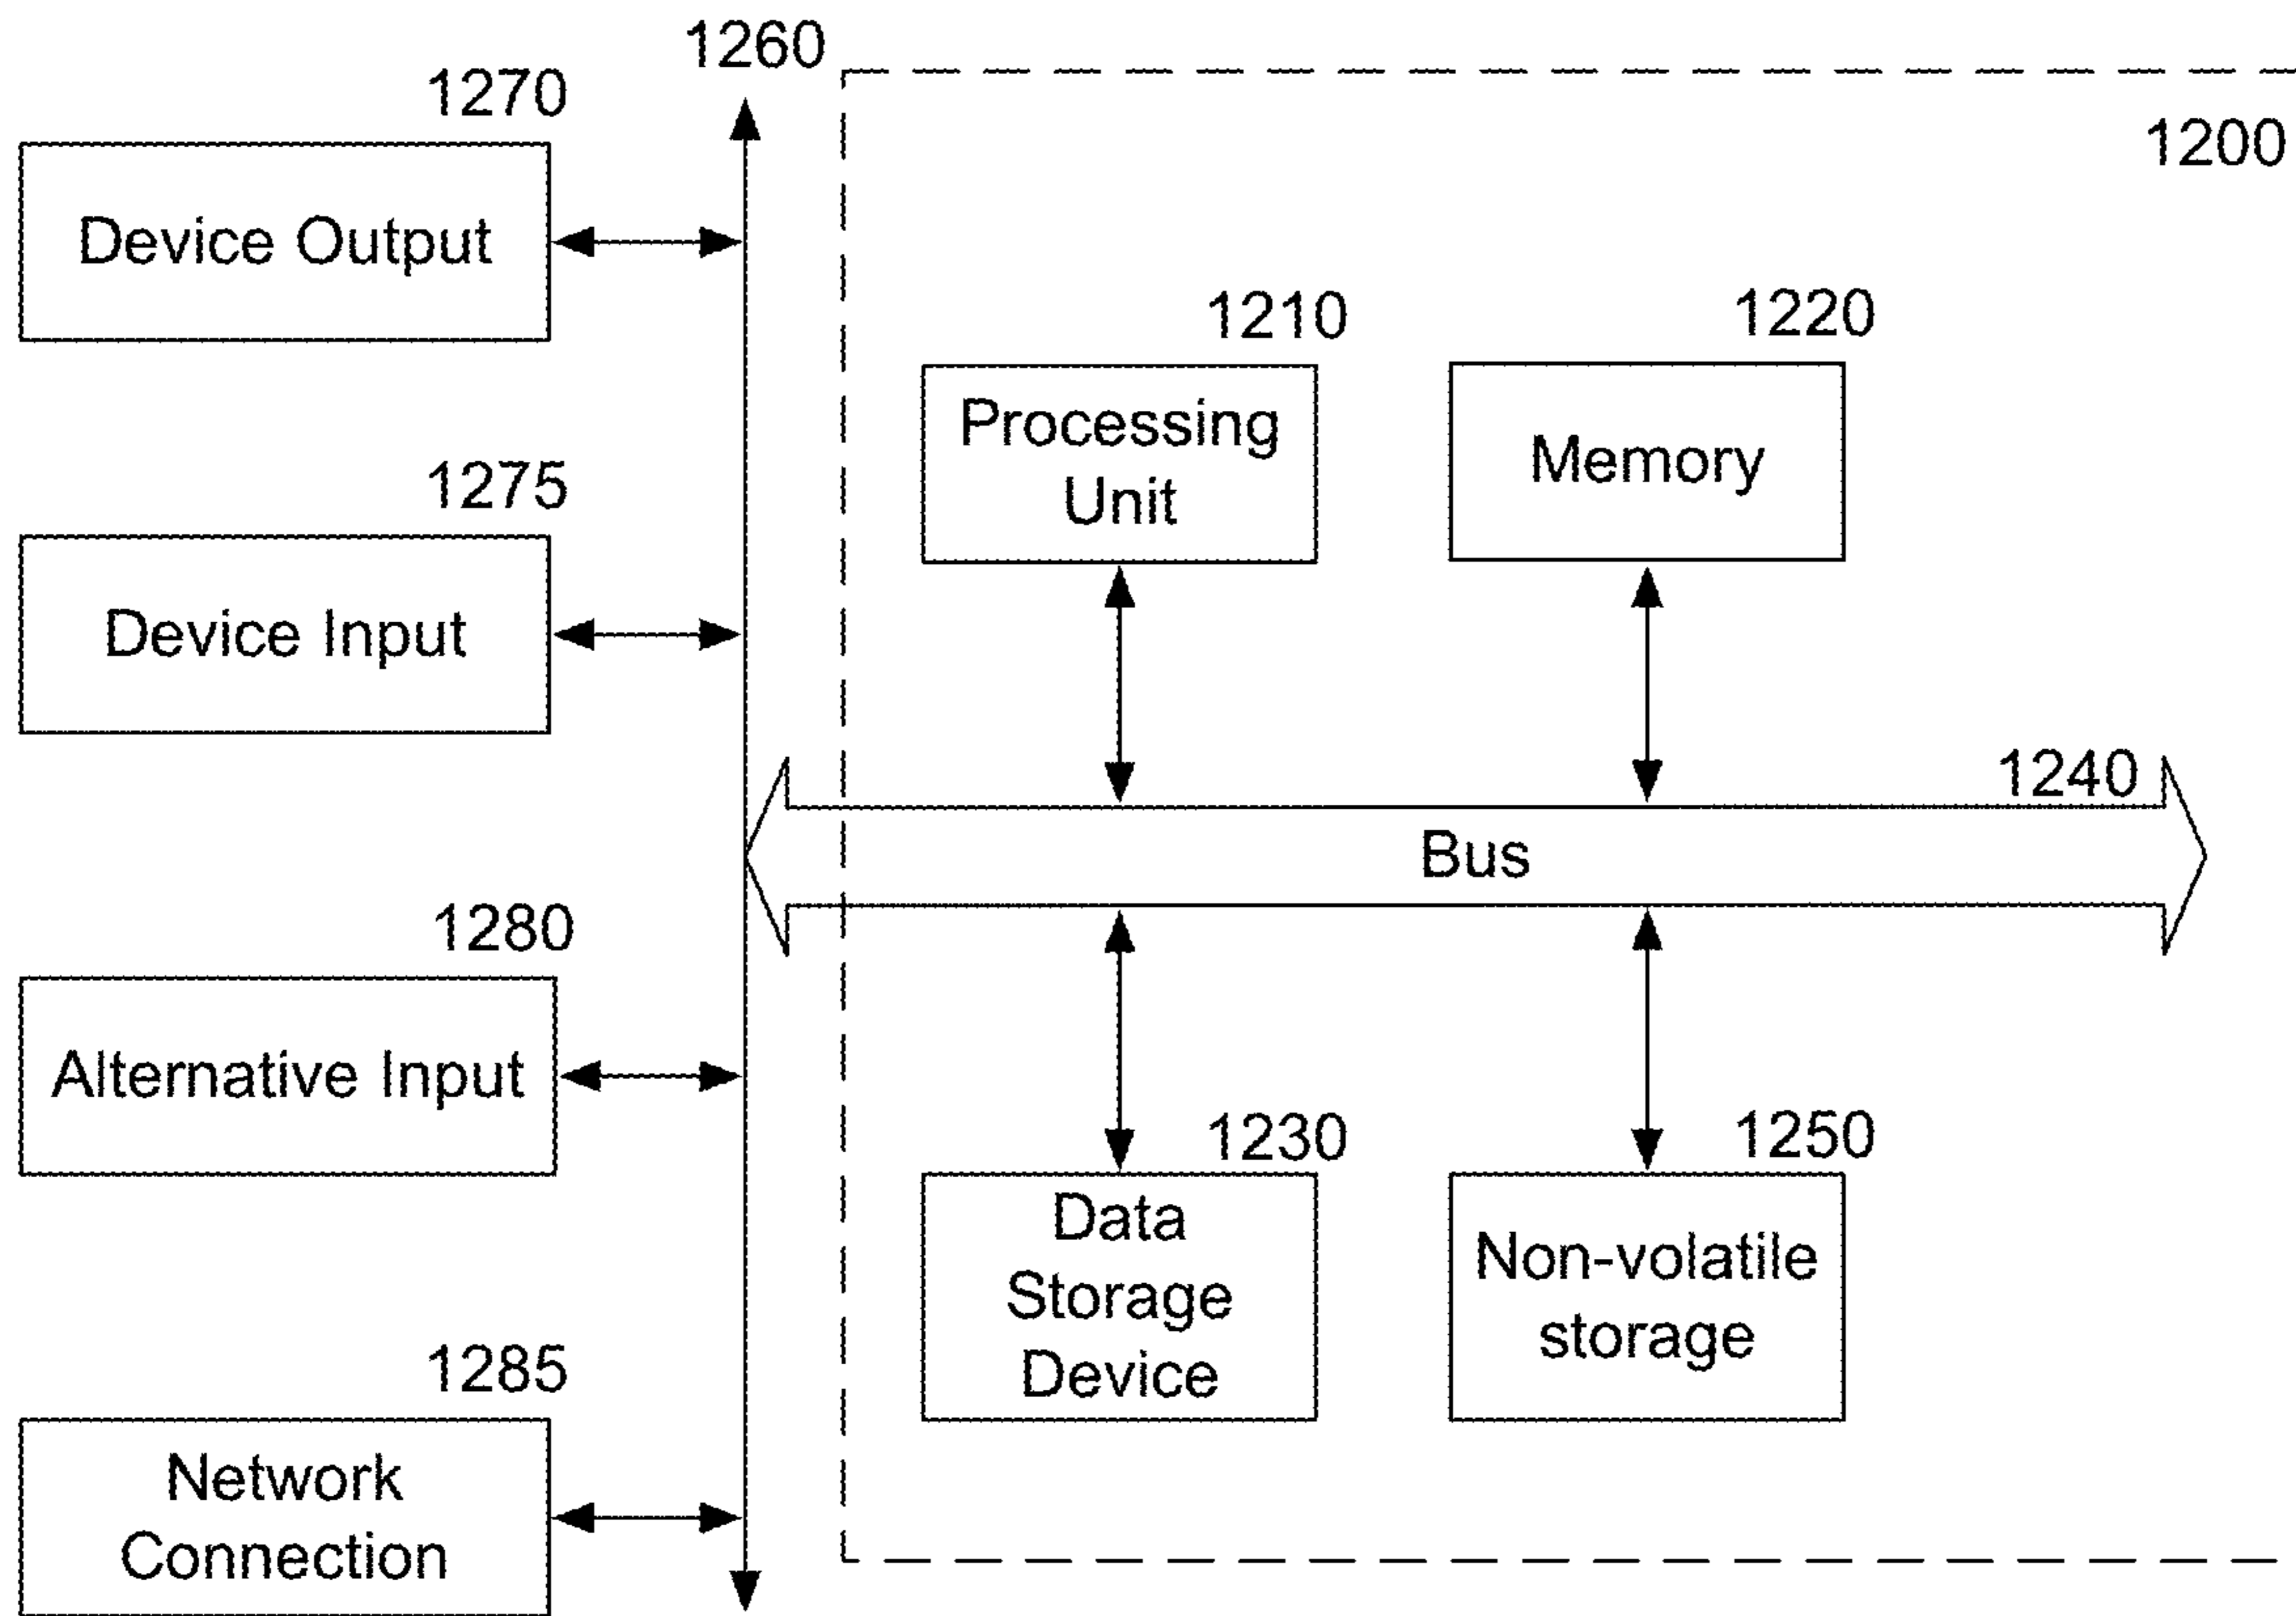 1260
1270
1200
Device Output
1210
1220
Processing
Unit
Memory
1275
Device Input
1240
Bus
1280
Alternative Input
1230
1250
Data
Storage
Device
Non-volatile
storage
1285
Network
Connection